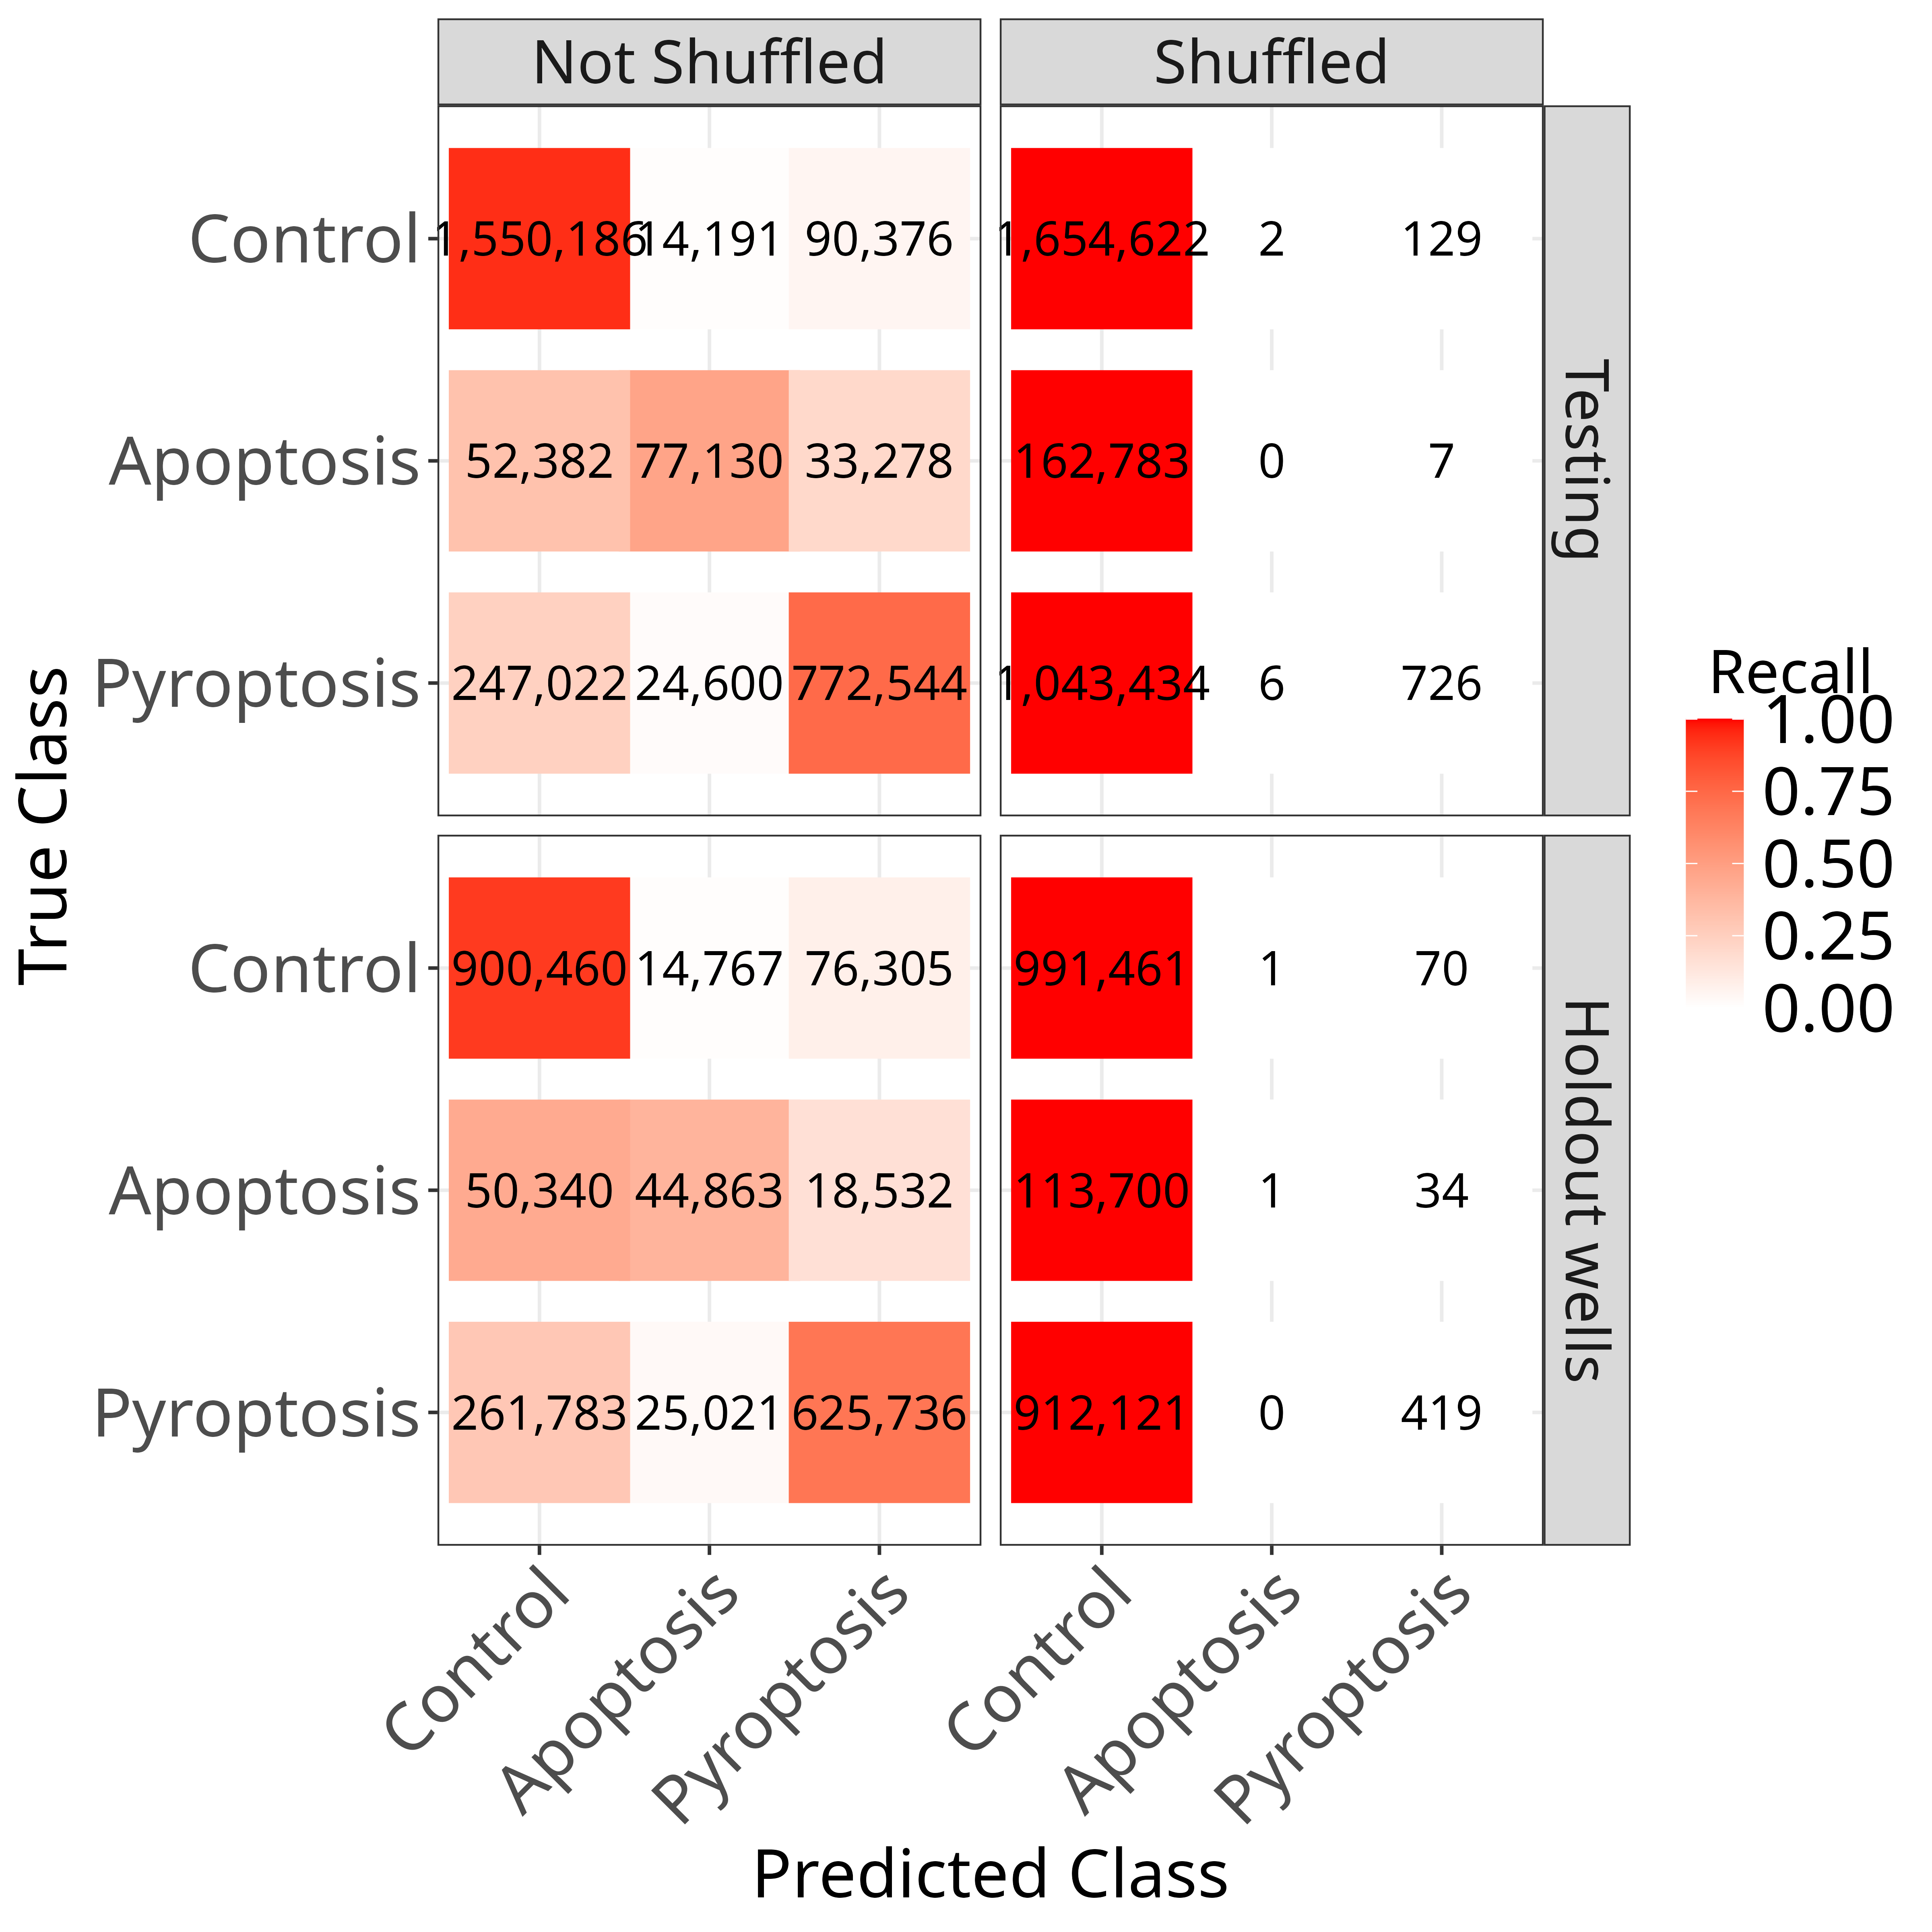 Not Shuffled Shuffled
Control 1,550,186 14,191 90,376 1,654,622 2 129
Apoptosis 52,382 77,130 33,278 162,783 0 7
Pyroptosis 247,022 24,600 772,544 1,043,434 6 726
Testing
Control 900,460 14,767 76,305 991,461 1 70
Apoptosis 50,340 44,863 18,532 113,700 1 34
Pyroptosis 261,783 25,021 625,736 912,121 0 419
Holdout wells
True Class
Control Apoptosis Pyroptosis Control Apoptosis Pyroptosis
Predicted Class
Recall
1.00
0.75
0.50
0.25
0.00